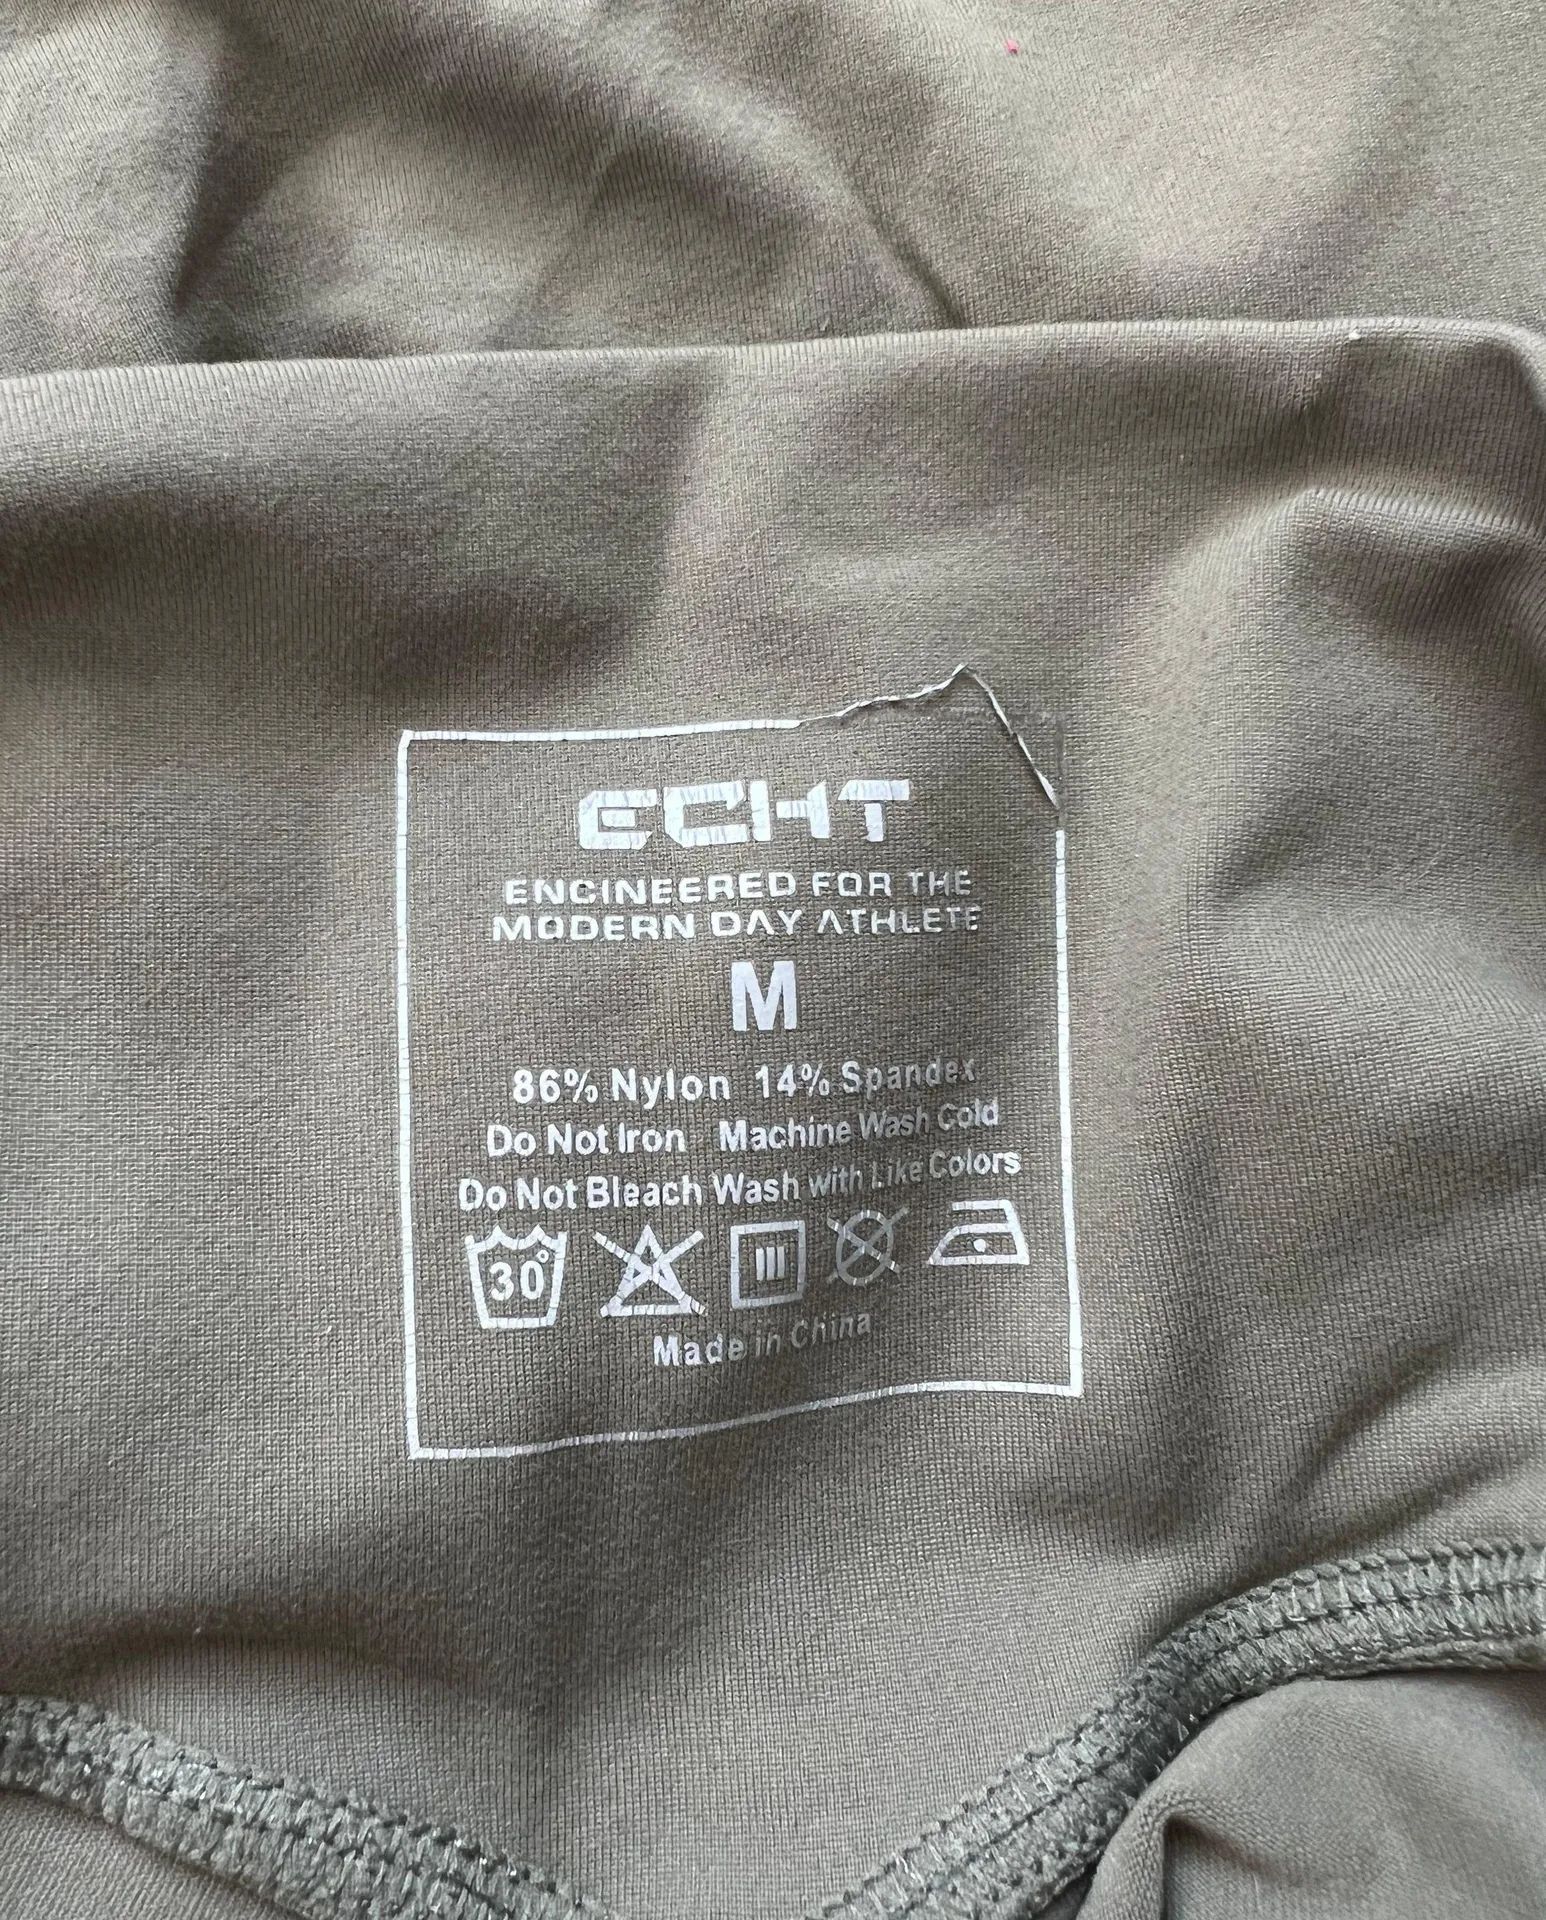 ECHT
ENGINEERED FOR THE
MODERN DAY ATHLETE
M
86% Nylon 14% Spandex
Do Not Iron Machine Wash Cold
Do Not Bleach Wash with Like Colors
30°
Made in China